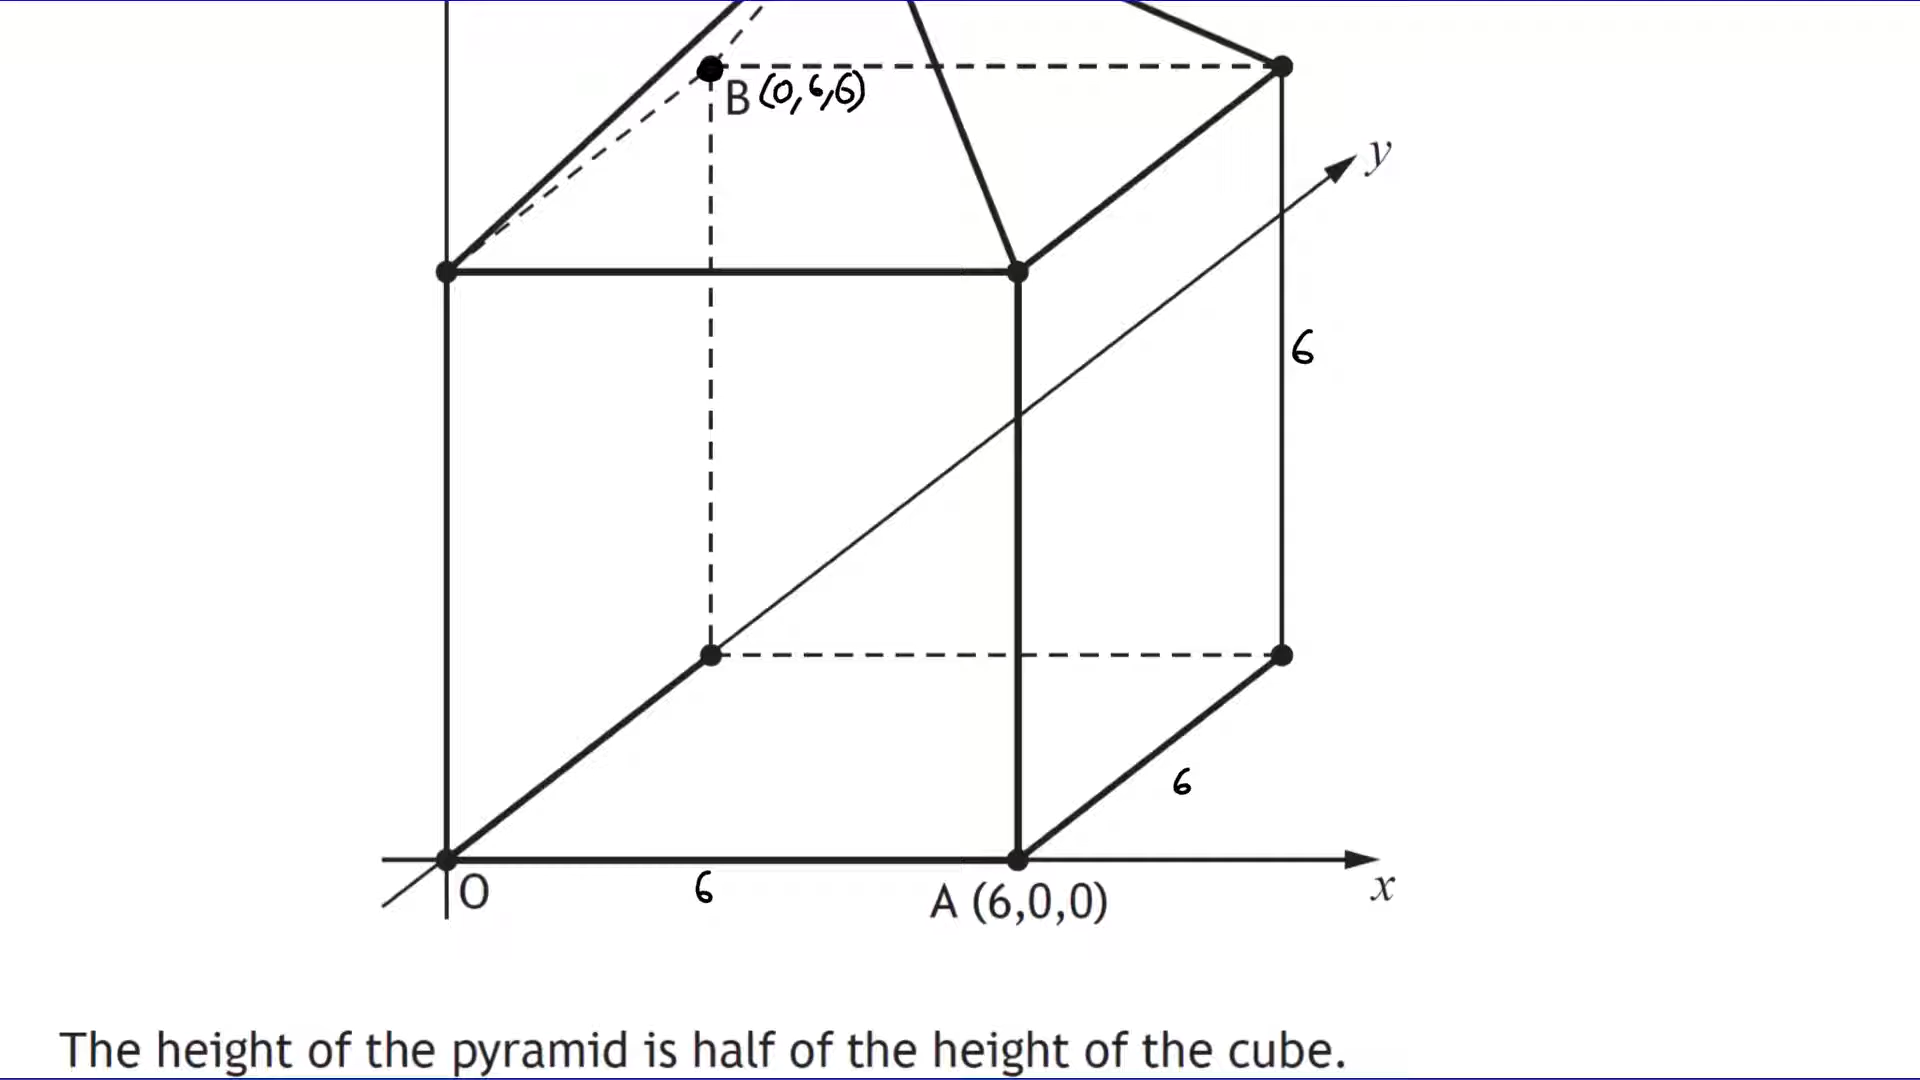 B (0,6,6)
y
6
6
O
6
A (6,0,0)
x
The height of the pyramid is half of the height of the cube.